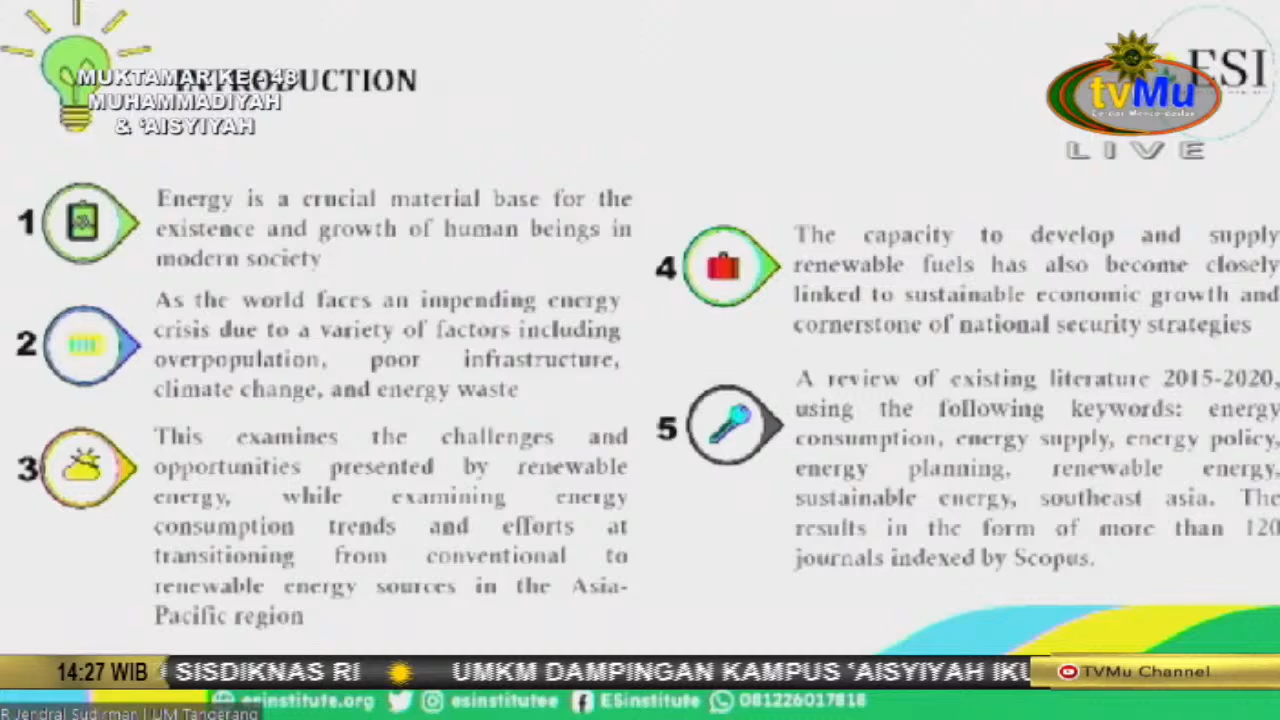 INTRODUCTION
MUKTAMAR KE - 48
MUHAMMADIYAH
& 'AISYIYAH
ESI
tvMu
LIVE
1
Energy is a crucial material base for the
existence and growth of human beings in
modern society
2
As the world faces an impending energy
crisis due to a variety of factors including
overpopulation, poor infrastructure,
climate change, and energy waste
3
This examines the challenges and
opportunities presented by renewable
energy, while examining energy
consumption trends and efforts at
transitioning from conventional to
renewable energy sources in the Asia-
Pacific region
4
The capacity to develop and supply
renewable fuels has also become closely
linked to sustainable economic growth and
cornerstone of national security strategies
5
A review of existing literature 2015-2020,
using the following keywords: energy
consumption, energy supply, energy policy,
energy planning, renewable energy,
sustainable energy, southeast asia. The
results in the form of more than 120
journals indexed by Scopus.
14:27 WIB
SISDIKNAS RI UMKM DAMPINGAN KAMPUS 'AISYIYAH IKU
TVMu Channel
esinstitute.org esinstitutee ESinstitute 081226017818
R Jendral Sudirman | UM Tangerang